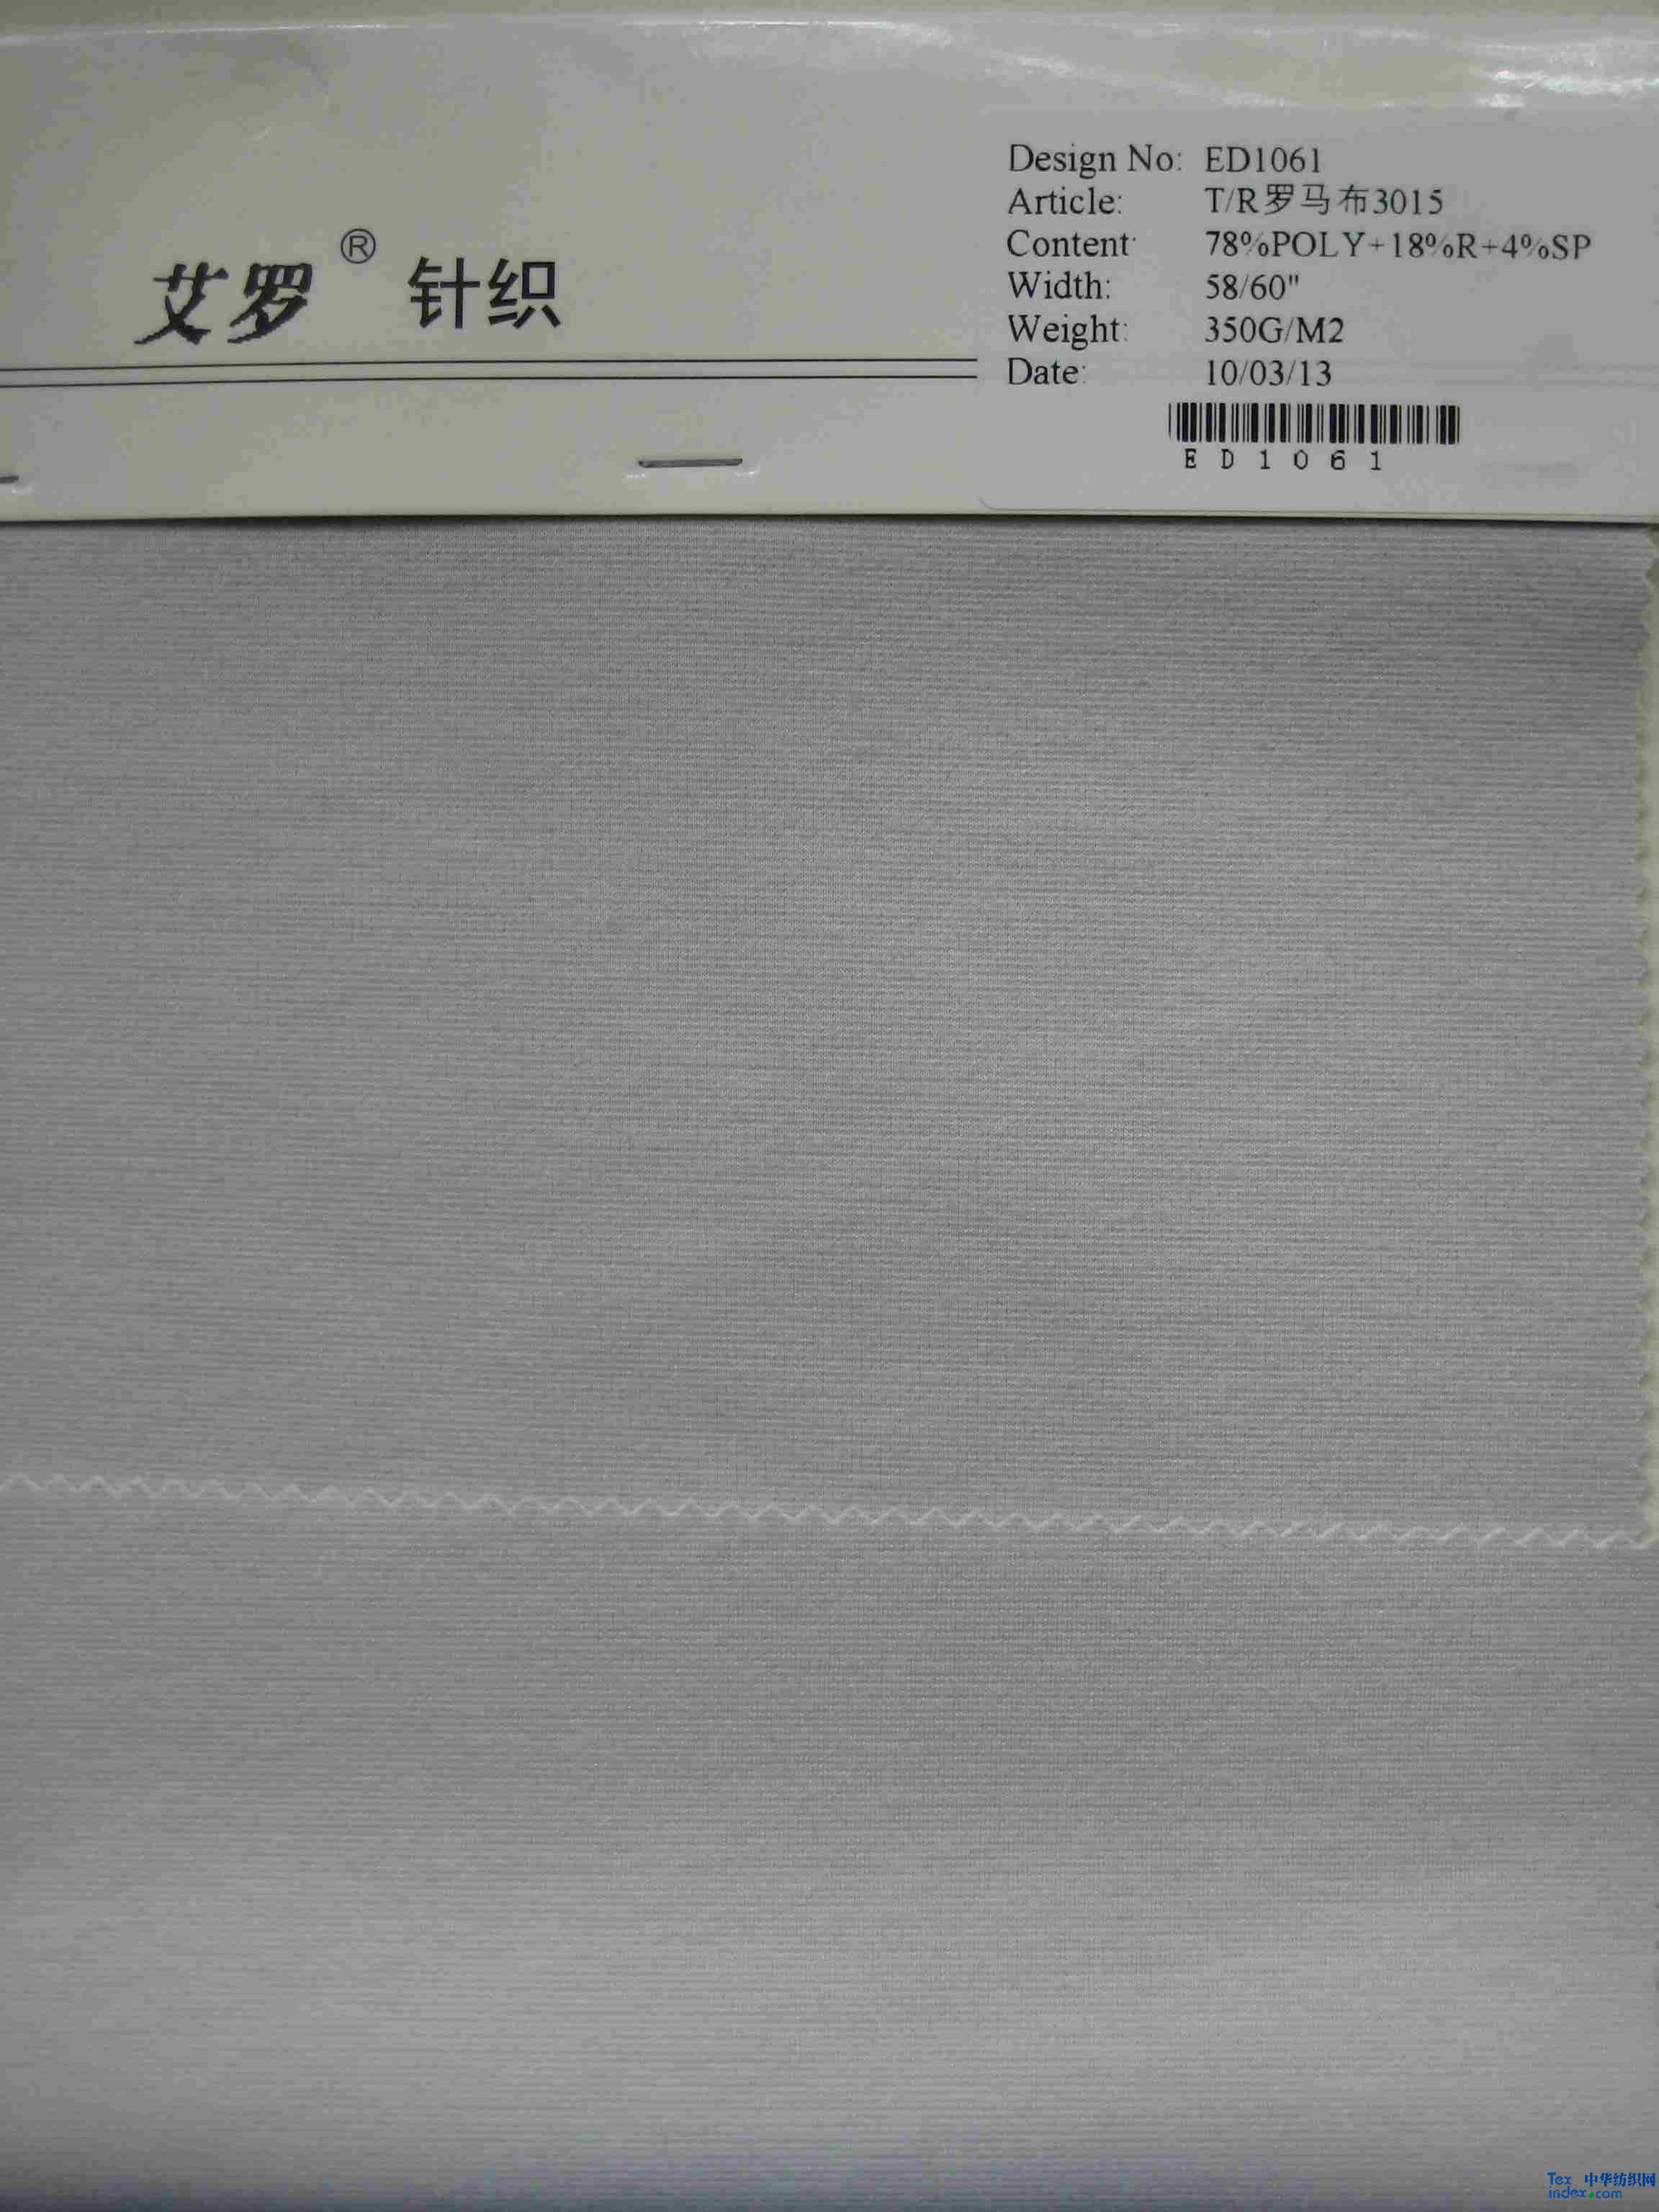 艾罗® 针织
Design No: ED1061
Article: T/R罗马布3015
Content: 78%POLY+18%R+4%SP
Width: 58/60"
Weight: 350G/M2
Date: 10/03/13
ED1061
Tex 中华纺织网
index.com